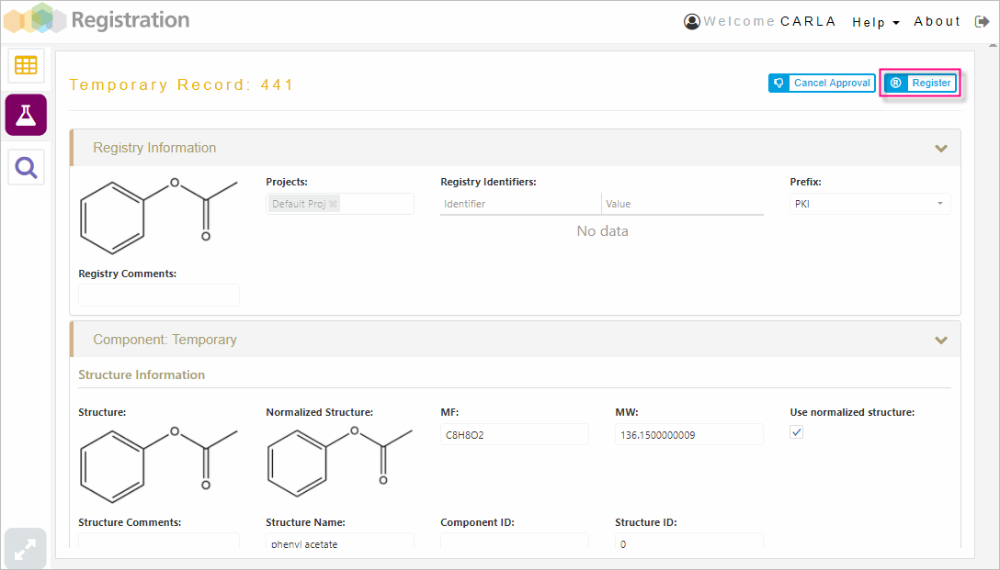 Registration
Welcome CARLA Help About
Temporary Record: 441
Cancel Approval
® Register
Registry Information
O
O
Projects:
Default Proj ×
Registry Identifiers:
Identifier Value
No data
Prefix:
PKI
Registry Comments:
Component: Temporary
Structure Information
Structure: Normalized Structure: MF: MW: Use normalized structure:
O
O
O
O
C8H8O2
136.1500000009
Structure Comments: Structure Name: Component ID: Structure ID:
phenyl acetate
0